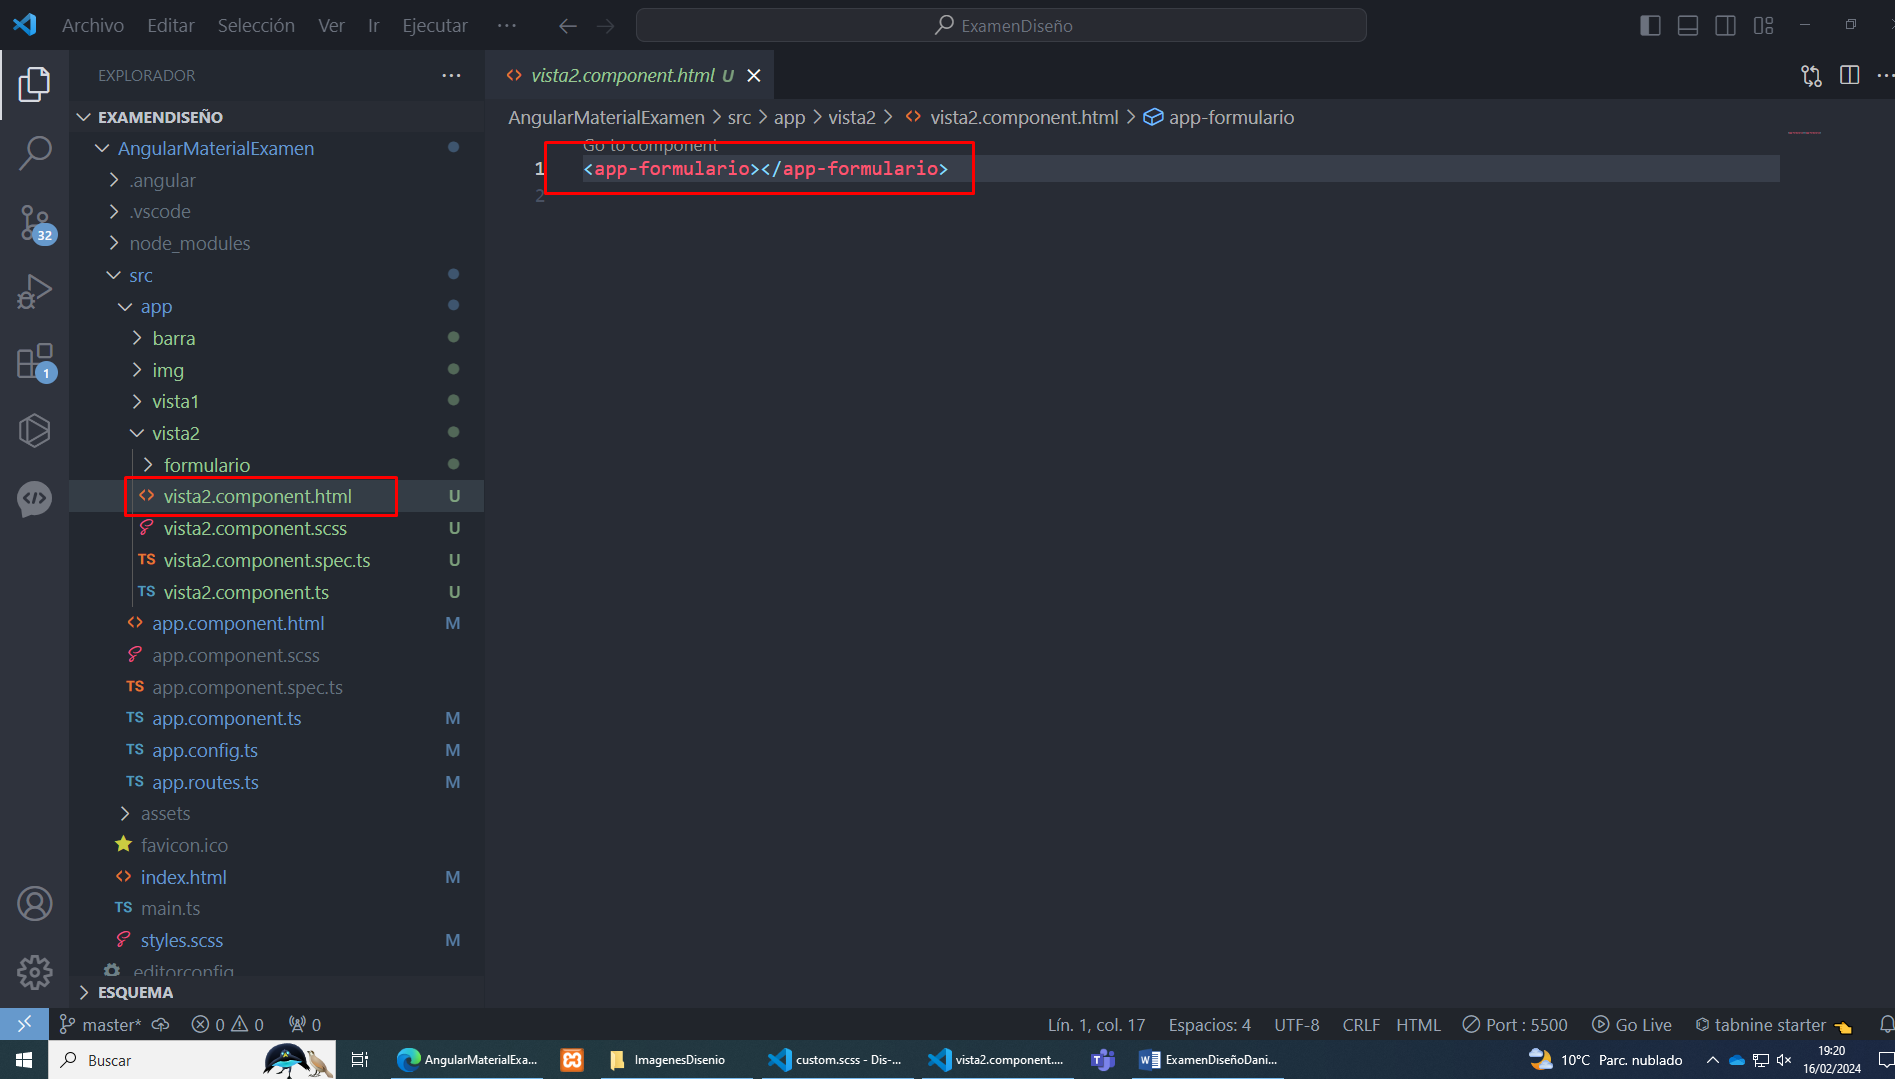 Archivo Editar Selección Ver Ir Ejecutar ··· ExamenDiseño
EXPLORADOR ···
vista2.component.html U
EXAMENDISEÑO
AngularMaterialExamen > src > app > vista2 > vista2.component.html > app-formulario
Go to component
1 <app-formulario></app-formulario>
2
AngularMaterialExamen
.angular
.vscode
node_modules
src
app
barra
img
vista1
vista2
formulario
vista2.component.html U
vista2.component.scss U
TS vista2.component.spec.ts U
TS vista2.component.ts U
app.component.html M
app.component.scss
TS app.component.spec.ts
TS app.component.ts M
TS app.config.ts M
TS app.routes.ts M
assets
favicon.ico
index.html M
TS main.ts
styles.scss M
.editorconfig
ESQUEMA
32
1
master* 0 0 0 Lín. 1, col. 17 Espacios: 4 UTF-8 CRLF HTML Port : 5500 Go Live tabnine starter
Buscar AngularMaterialExa... ImagenesDisenio custom.scss - Dis-... vista2.component.... ExamenDiseñoDani... 10°C Parc. nublado
19:20
16/02/2024